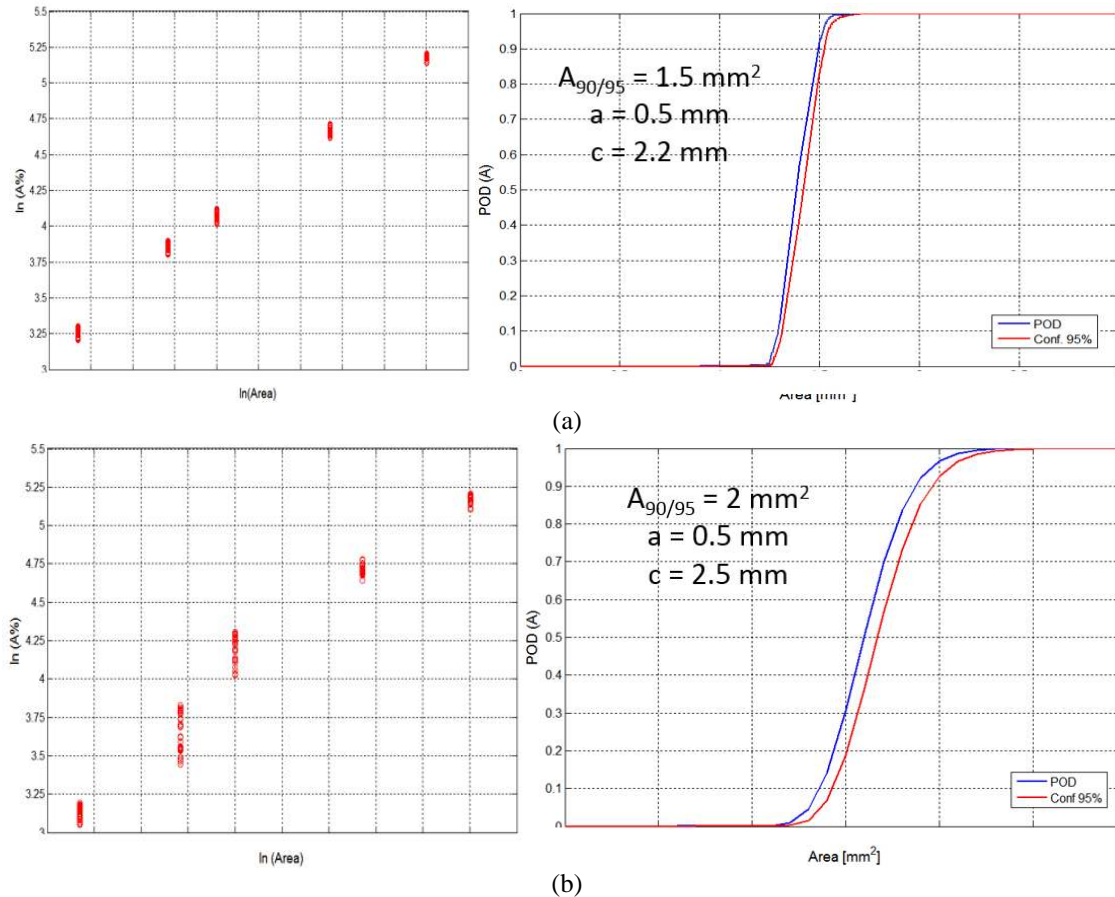 5.5
5.25
5
4.75
4.5
4.25
4
3.75
3.5
3.25
3
ln (A%)
ln(Area)
1
0.9
0.8
0.7
0.6
0.5
0.4
0.3
0.2
0.1
0
POD (A)
A90/95 = 1.5 mm2
a = 0.5 mm
c = 2.2 mm
POD
Conf. 95%
Area [mm2]
(a)
5.5
5.25
5
4.75
4.5
4.25
4
3.75
3.5
3.25
3
ln (A%)
ln (Area)
1
0.9
0.8
0.7
0.6
0.5
0.4
0.3
0.2
0.1
0
POD (A)
A90/95 = 2 mm2
a = 0.5 mm
c = 2.5 mm
POD
Conf 95%
Area [mm2]
(b)